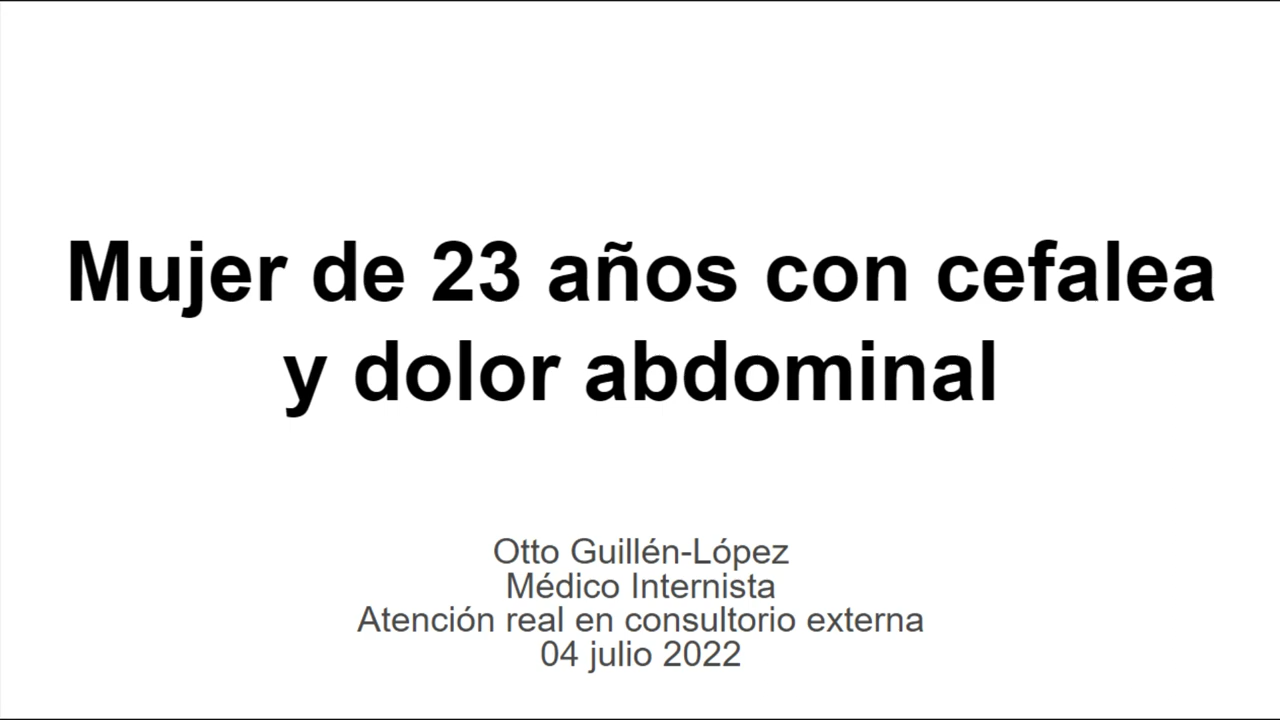 Mujer de 23 años con cefalea
y dolor abdominal
Otto Guillén-López
Médico Internista
Atención real en consultorio externa
04 julio 2022